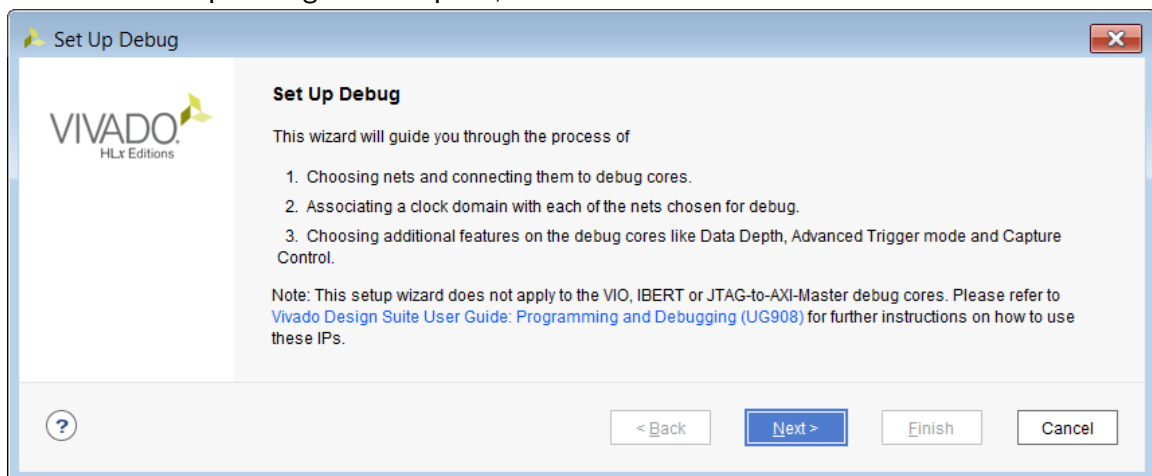 Set Up Debug
VIVADO.
HLx Editions
Set Up Debug
This wizard will guide you through the process of
1. Choosing nets and connecting them to debug cores.
2. Associating a clock domain with each of the nets chosen for debug.
3. Choosing additional features on the debug cores like Data Depth, Advanced Trigger mode and Capture
Control.
Note: This setup wizard does not apply to the VIO, IBERT or JTAG-to-AXI-Master debug cores. Please refer to
Vivado Design Suite User Guide: Programming and Debugging (UG908) for further instructions on how to use
these IPs.
?
< Back
Next >
Finish
Cancel